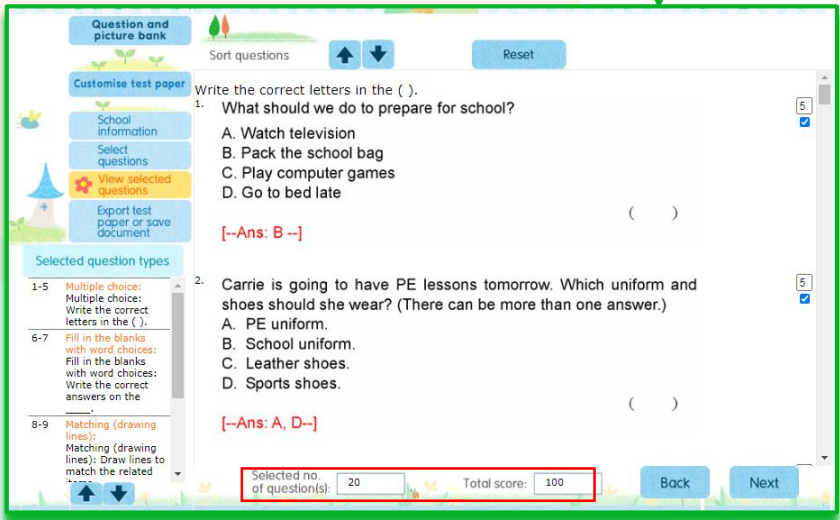 Question and
picture bank
Customise test paper
School
information
Select
questions
View selected
questions
Export test
paper or save
document
Selected question types
1-5 Multiple choice:
Multiple choice:
Write the correct
letters in the ( ).
6-7 Fill in the blanks
with word choices:
Fill in the blanks
with word choices:
Write the correct
answers on the
____.
8-9 Matching (drawing
lines):
Matching (drawing
lines): Draw lines to
match the related
Sort questions
Reset
Write the correct letters in the ( ).
1. What should we do to prepare for school?
5
A. Watch television
B. Pack the school bag
C. Play computer games
D. Go to bed late
( )
[--Ans: B --]
2. Carrie is going to have PE lessons tomorrow. Which uniform and
5
shoes should she wear? (There can be more than one answer.)
A. PE uniform.
B. School uniform.
C. Leather shoes.
D. Sports shoes.
( )
[--Ans: A, D--]
Selected no.
of question(s): 20
Total score: 100
Back
Next